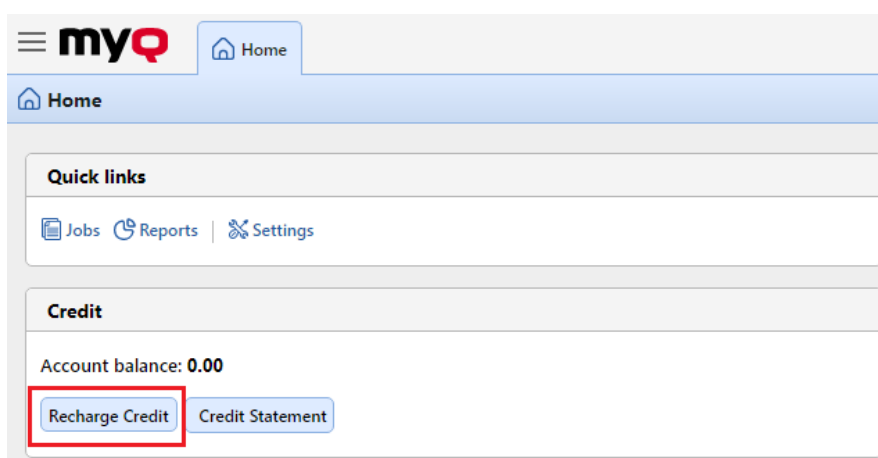 myQ Home
Home
Quick links
Jobs Reports | Settings
Credit
Account balance: 0.00
Recharge Credit Credit Statement